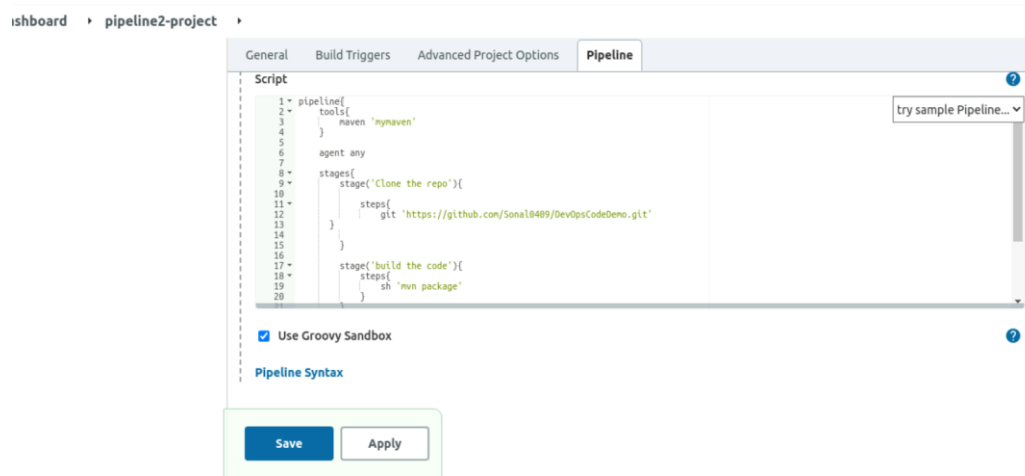 shboard ▸ pipeline2-project ▸
General Build Triggers Advanced Project Options Pipeline
Script
?
try sample Pipeline...
1 pipeline{
2 tools{
3 maven 'mymaven'
4 }
5
6 agent any
7
8 stages{
9 stage('Clone the repo'){
10
11 steps{
12 git 'https://github.com/Sonal0409/DevOpsCodeDemo.git'
13 }
14
15 }
16
17 stage('build the code'){
18 steps{
19 sh 'mvn package'
20 }
21 }
Use Groovy Sandbox
?
Pipeline Syntax
Save Apply